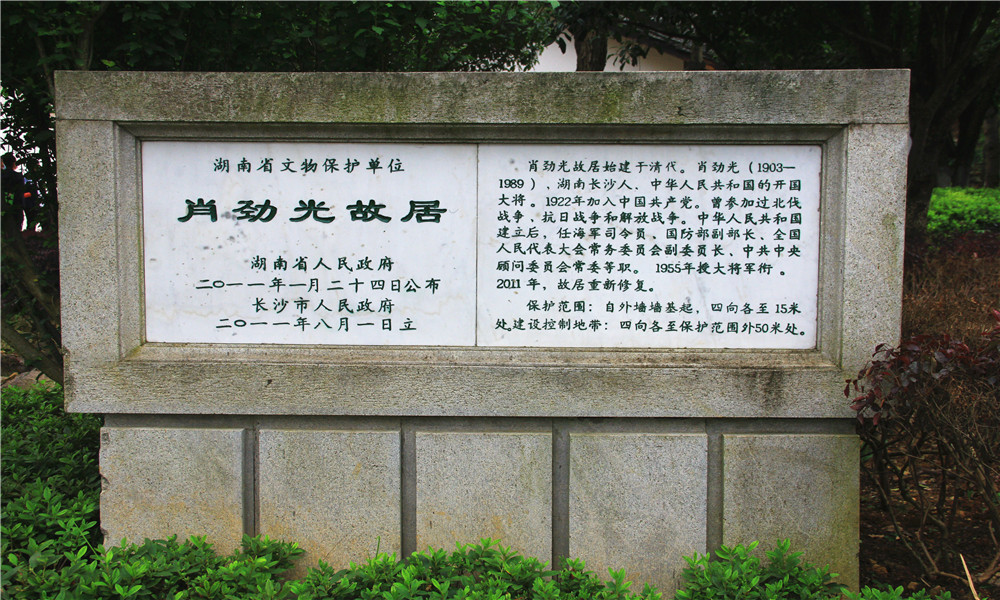 湖南省文物保护单位
肖劲光故居
湖南省人民政府
二〇一一年一月二十四日公布
长沙市人民政府
二〇一一年八月一日立
肖劲光故居始建于清代。肖劲光（1903—
1989）、湖南长沙人、中华人民共和国的开国
大将。1922年加入中国共产党。曾参加过北伐
战争、抗日战争和解放战争。中华人民共和国
建立后，任海军司令员、国防部副部长、全国
人民代表大会常务委员会副委员长、中共中央
顾问委员会常委等职。1955年授大将军衔。
2011年，故居重新修复。
保护范围：自外墙墙基起，四向各至15米
处建设控制地带：四向各至保护范围外50米处。